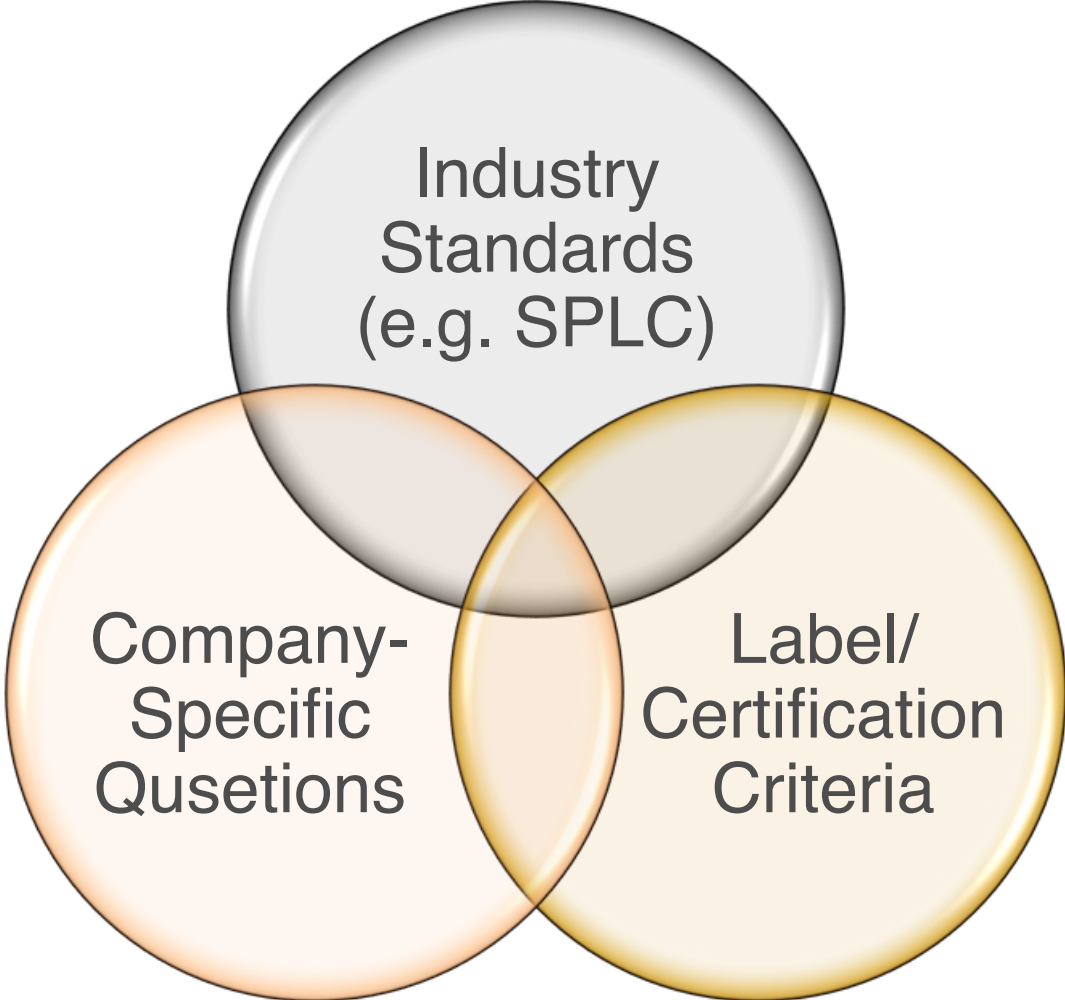 Industry
Standards
(e.g. SPLC)
Company-
Specific
Qusetions
Label/
Certification
Criteria